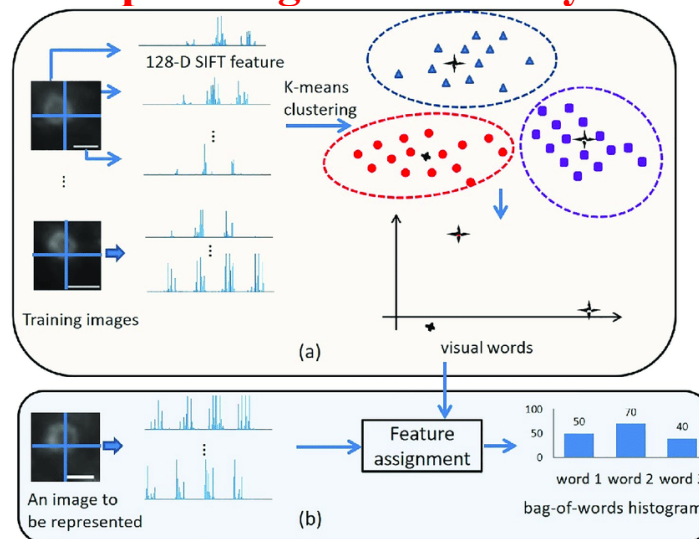 128-D SIFT feature
K-means
clustering
Training images
(a)
visual words
An image to
be represented
(b)
Feature
assignment
100
50
0
50
70
40
word 1 word 2 word
bag-of-words histogram